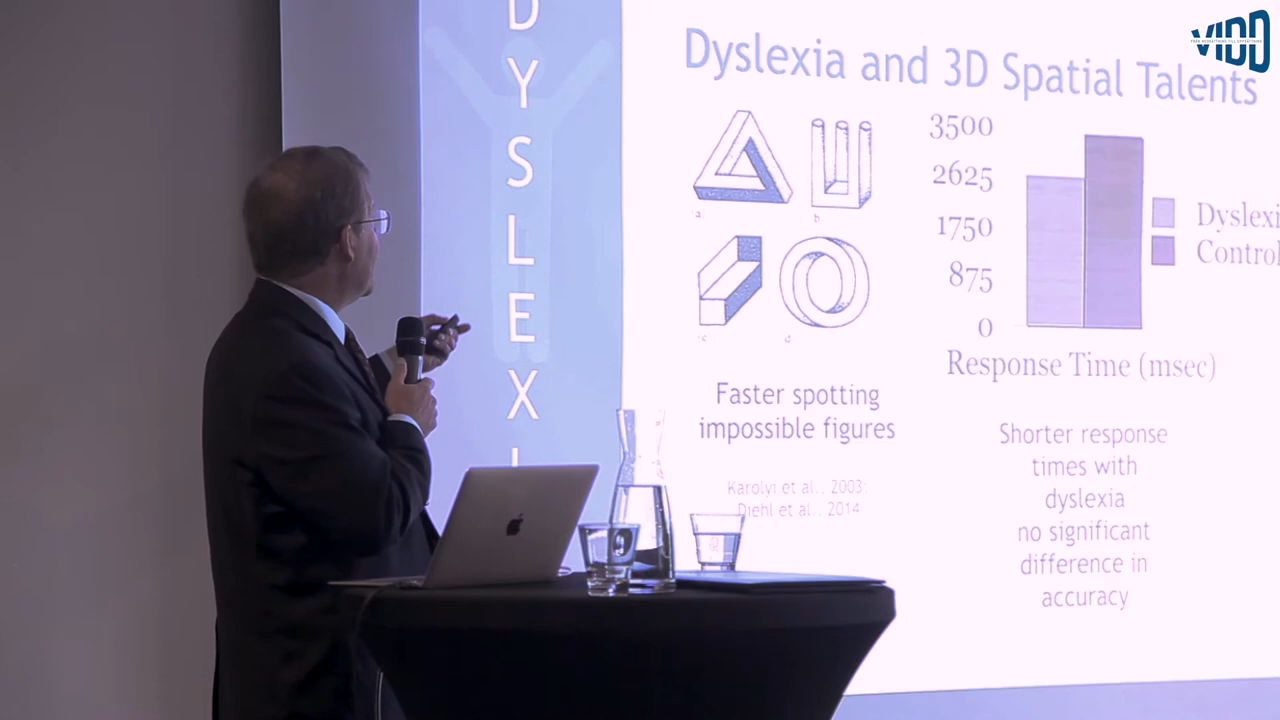 VIDD
D
Y
S
L
E
X
Dyslexia and 3D Spatial Talents
a
b
c
d
3500
2625
1750
875
0
Dyslexi
Control
Response Time (msec)
Faster spotting
impossible figures
Karolyi et al., 2003;
Diehl et al., 2014
Shorter response
times with
dyslexia
no significant
difference in
accuracy